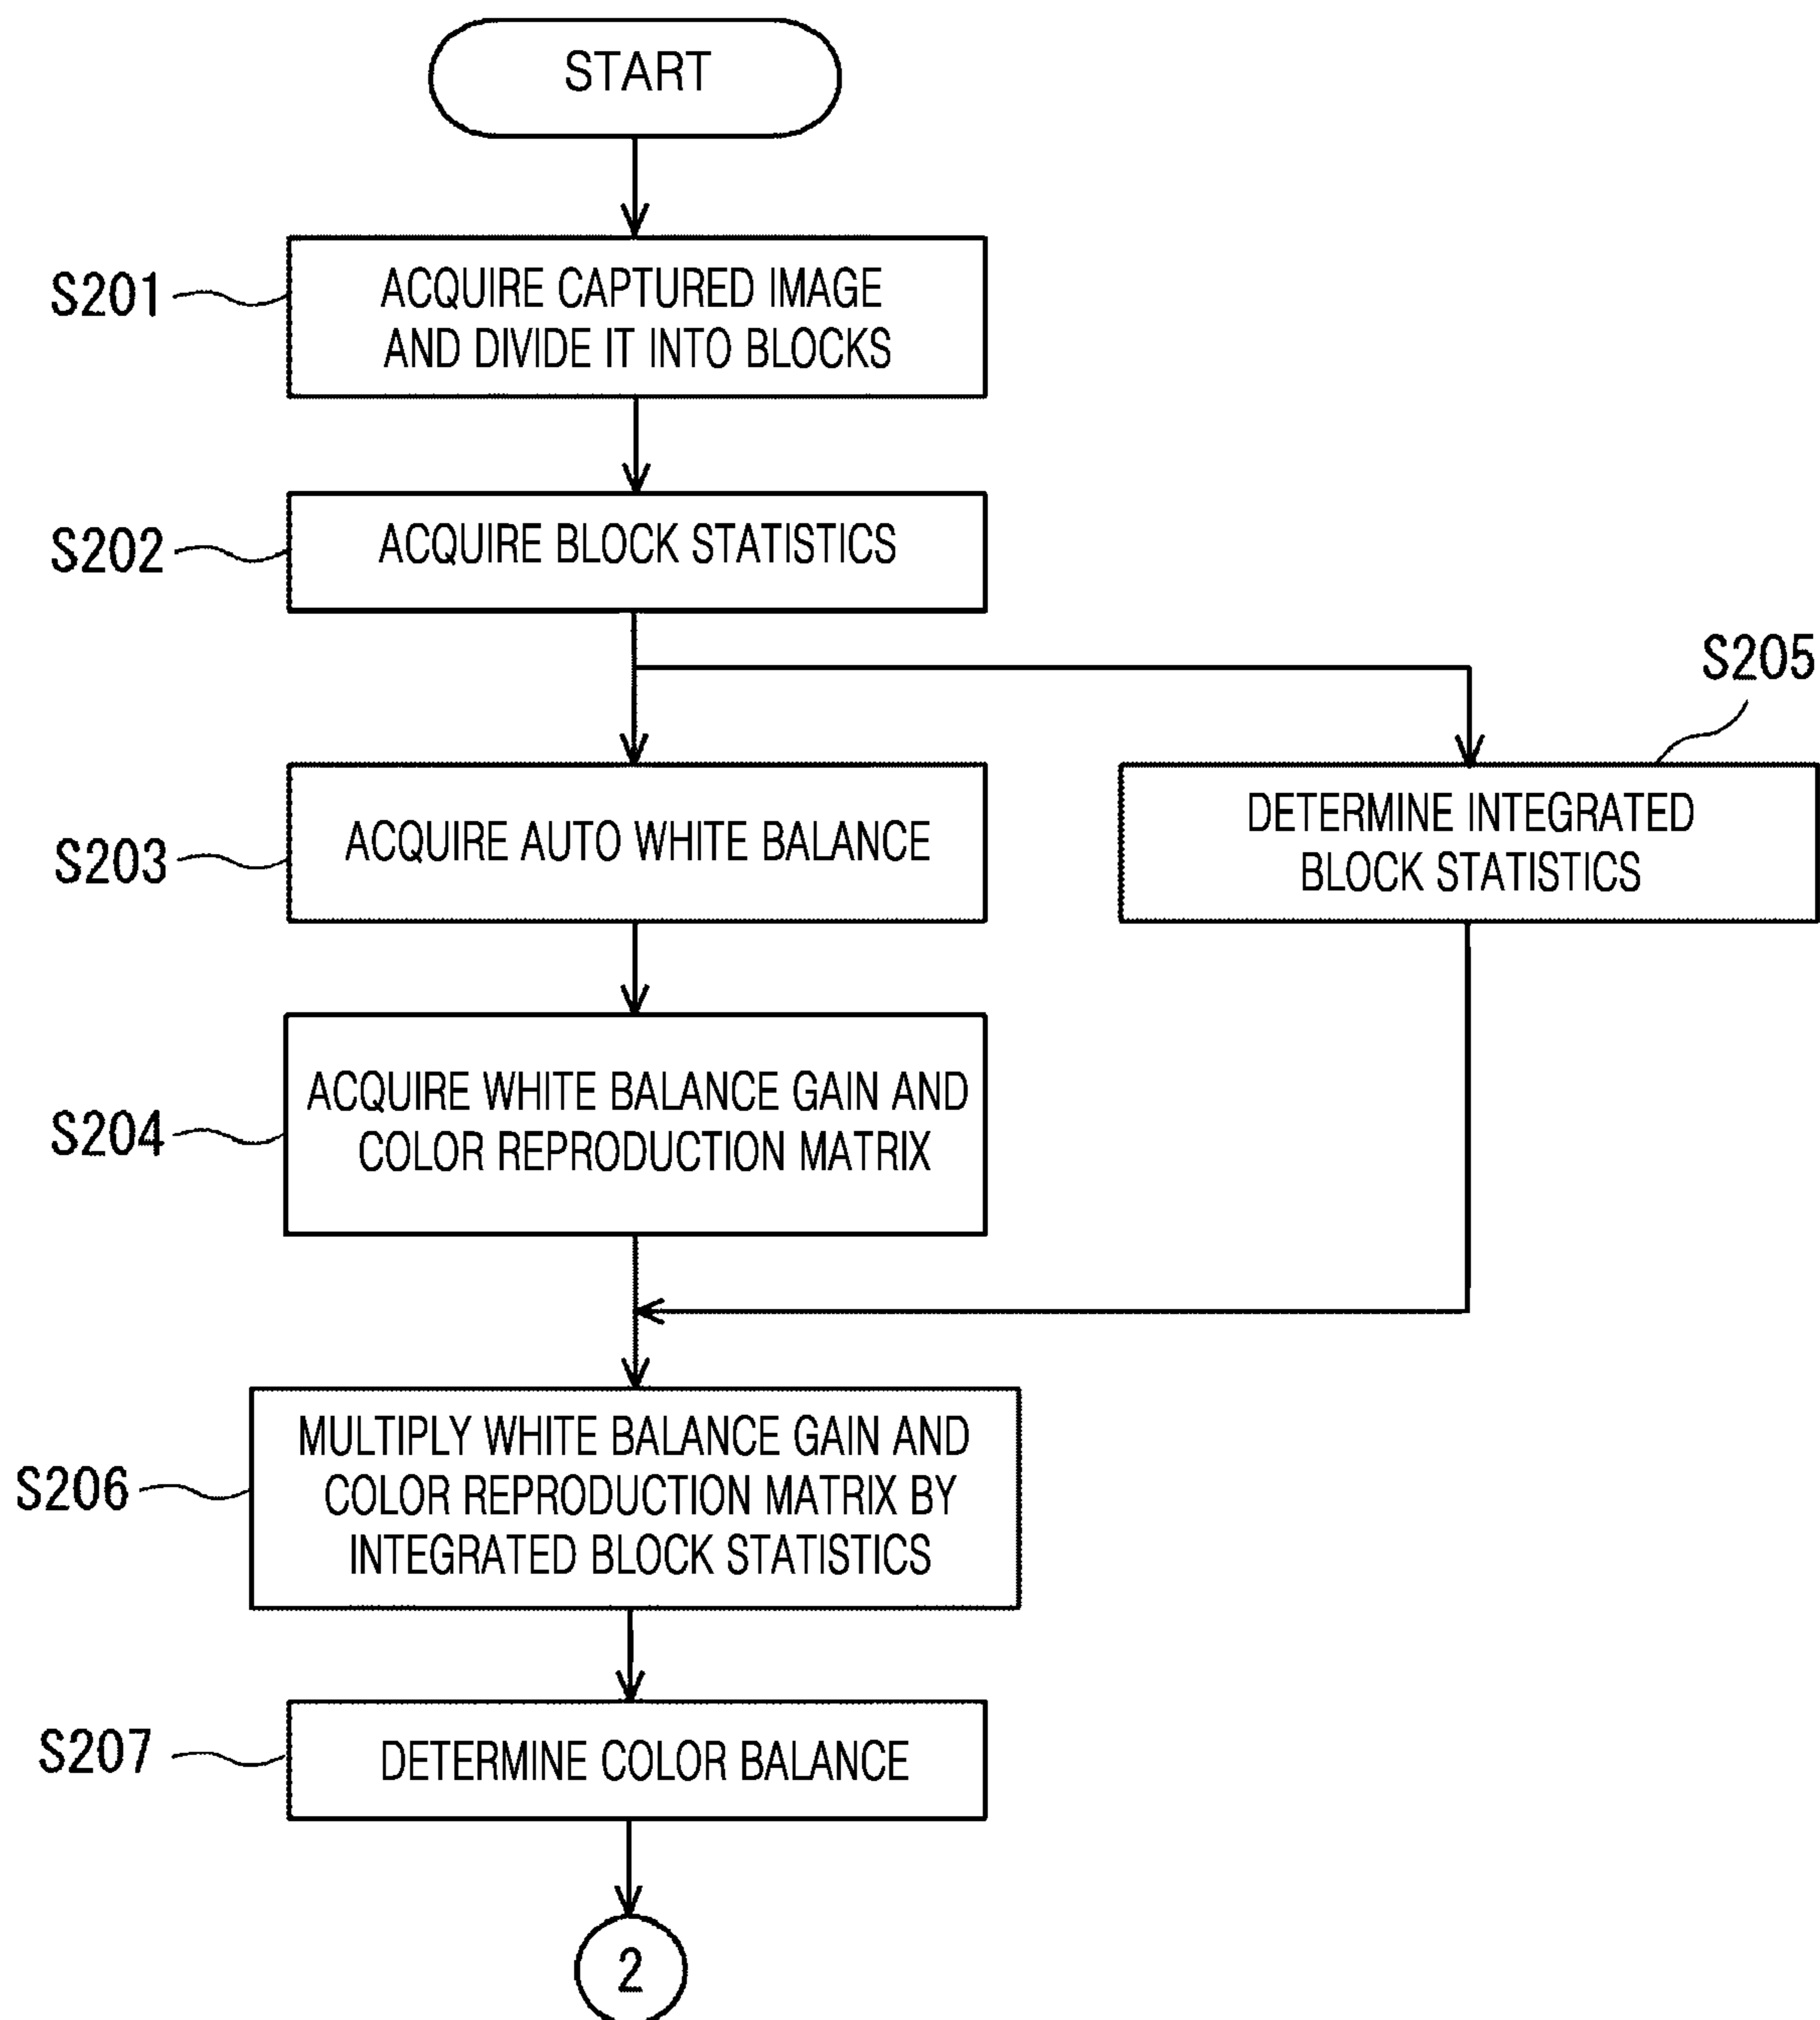 START
S201
ACQUIRE CAPTURED IMAGE
AND DIVIDE IT INTO BLOCKS
S202
ACQUIRE BLOCK STATISTICS
S203
ACQUIRE AUTO WHITE BALANCE
S205
DETERMINE INTEGRATED
BLOCK STATISTICS
S204
ACQUIRE WHITE BALANCE GAIN AND
COLOR REPRODUCTION MATRIX
S206
MULTIPLY WHITE BALANCE GAIN AND
COLOR REPRODUCTION MATRIX BY
INTEGRATED BLOCK STATISTICS
S207
DETERMINE COLOR BALANCE
2